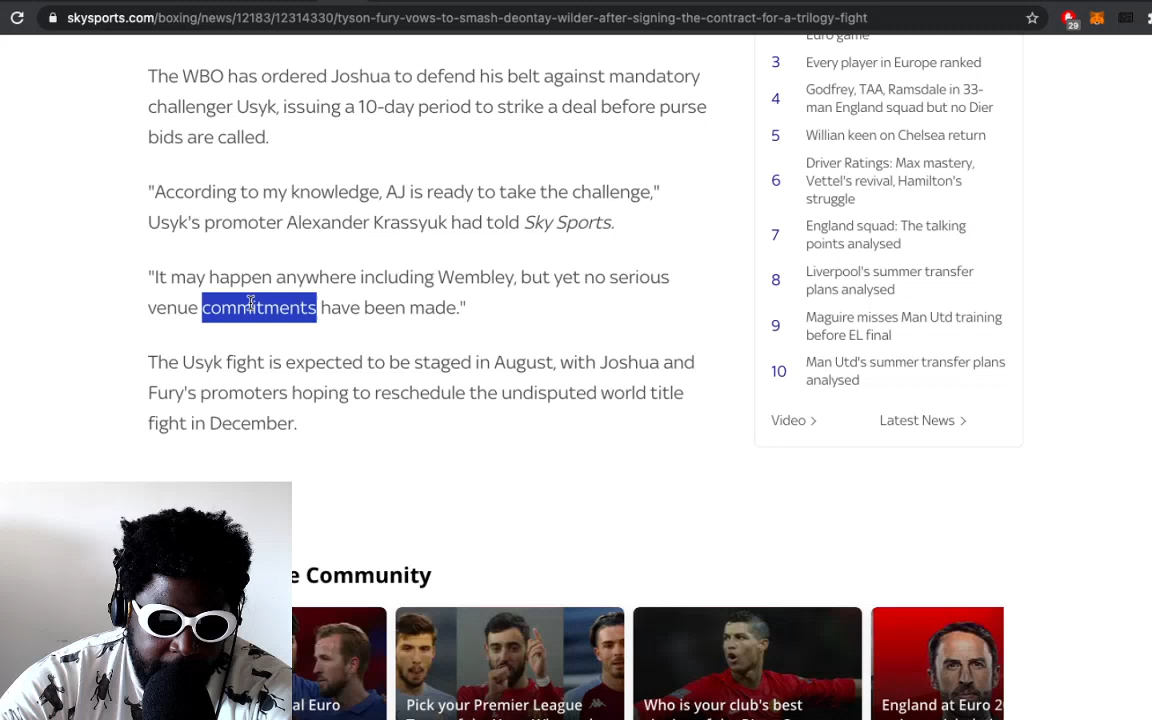 skysports.com/boxing/news/12183/12314330/tyson-fury-vows-to-smash-deontay-wilder-after-signing-the-contract-for-a-trilogy-fight
29
The WBO has ordered Joshua to defend his belt against mandatory
challenger Usyk, issuing a 10-day period to strike a deal before purse
bids are called.
"According to my knowledge, AJ is ready to take the challenge,"
Usyk's promoter Alexander Krassyuk had told Sky Sports.
"It may happen anywhere including Wembley, but yet no serious
venue commitments have been made."
The Usyk fight is expected to be staged in August, with Joshua and
Fury's promoters hoping to reschedule the undisputed world title
fight in December.
Euro game
3 Every player in Europe ranked
4 Godfrey, TAA, Ramsdale in 33-
man England squad but no Dier
5 Willian keen on Chelsea return
6 Driver Ratings: Max mastery,
Vettel's revival, Hamilton's
struggle
7 England squad: The talking
points analysed
8 Liverpool's summer transfer
plans analysed
9 Maguire misses Man Utd training
before EL final
10 Man Utd's summer transfer plans
analysed
Video >
Latest News >
e Community
al Euro
Pick your Premier League
Who is your club's best
England at Euro 2